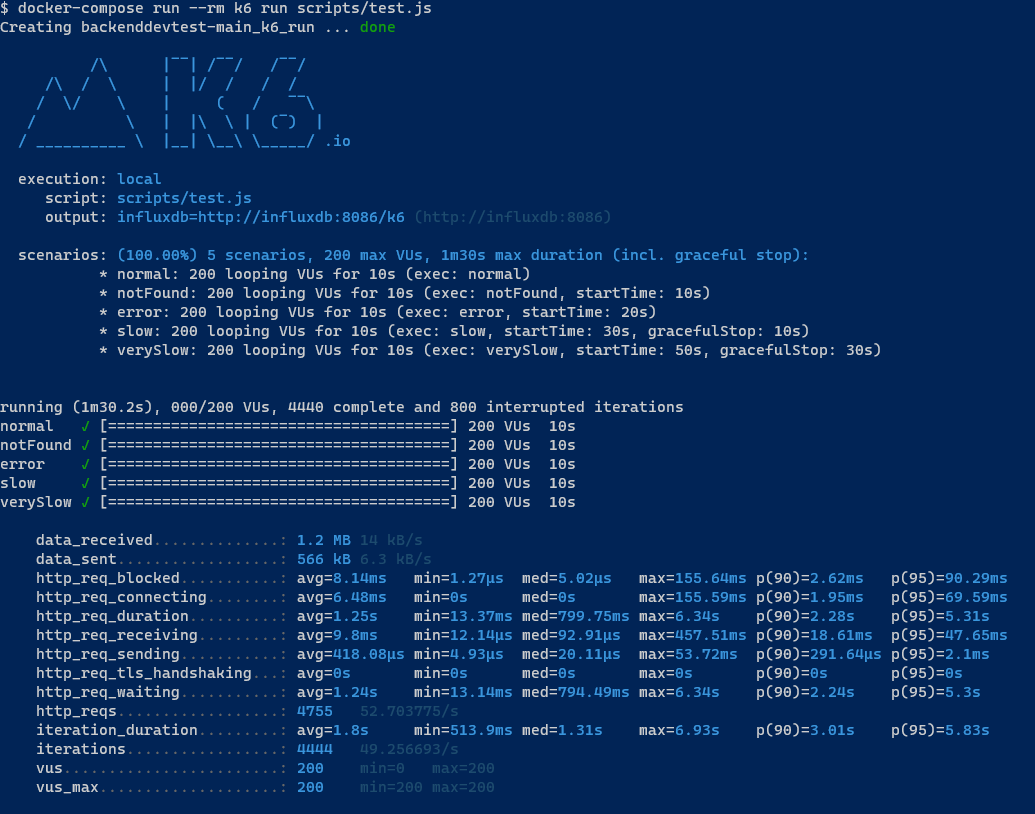 $ docker-compose run --rm k6 run scripts/test.js
Creating backenddevtest-main_k6_run ... done
.io
execution: local
script: scripts/test.js
output: influxdb=http://influxdb:8086/k6 (http://influxdb:8086)
scenarios: (100.00%) 5 scenarios, 200 max VUs, 1m30s max duration (incl. graceful stop):
* normal: 200 looping VUs for 10s (exec: normal)
* notFound: 200 looping VUs for 10s (exec: notFound, startTime: 10s)
* error: 200 looping VUs for 10s (exec: error, startTime: 20s)
* slow: 200 looping VUs for 10s (exec: slow, startTime: 30s, gracefulStop: 10s)
* verySlow: 200 looping VUs for 10s (exec: verySlow, startTime: 50s, gracefulStop: 30s)
running (1m30.2s), 000/200 VUs, 4440 complete and 800 interrupted iterations
normal   ✓ [======================================] 200 VUs  10s
notFound ✓ [======================================] 200 VUs  10s
error    ✓ [======================================] 200 VUs  10s
slow     ✓ [======================================] 200 VUs  10s
verySlow ✓ [======================================] 200 VUs  10s
data_received..............: 1.2 MB 14 kB/s
data_sent..................: 566 kB 6.3 kB/s
http_req_blocked...........: avg=8.14ms   min=1.27µs  med=5.02µs   max=155.64ms p(90)=2.62ms   p(95)=90.29ms
http_req_connecting........: avg=6.48ms   min=0s      med=0s       max=155.59ms p(90)=1.95ms   p(95)=69.59ms
http_req_duration..........: avg=1.25s    min=13.37ms med=799.75ms max=6.34s    p(90)=2.28s    p(95)=5.31s
http_req_receiving.........: avg=9.8ms    min=12.14µs med=92.91µs  max=457.51ms p(90)=18.61ms  p(95)=47.65ms
http_req_sending...........: avg=418.08µs min=4.93µs  med=20.11µs  max=53.72ms  p(90)=291.64µs p(95)=2.1ms
http_req_tls_handshaking...: avg=0s       min=0s      med=0s       max=0s       p(90)=0s       p(95)=0s
http_req_waiting...........: avg=1.24s    min=13.14ms med=794.49ms max=6.34s    p(90)=2.24s    p(95)=5.3s
http_reqs..................: 4755   52.703775/s
iteration_duration.........: avg=1.8s     min=513.9ms med=1.31s    max=6.93s    p(90)=3.01s    p(95)=5.83s
iterations.................: 4444   49.256693/s
vus........................: 200    min=0   max=200
vus_max....................: 200    min=200 max=200